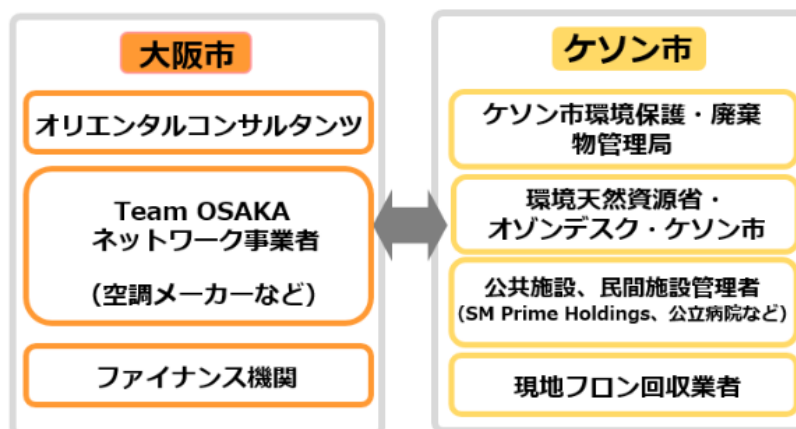 大阪市
オリエンタルコンサルタンツ
Team OSAKA
ネットワーク事業者
（空調メーカーなど）
ファイナンス機関
ケソン市
ケソン市環境保護・廃棄
物管理局
環境天然資源省・
オゾンデスク・ケソン市
公共施設、民間施設管理者
(SM Prime Holdings、公立病院など)
現地フロン回収業者